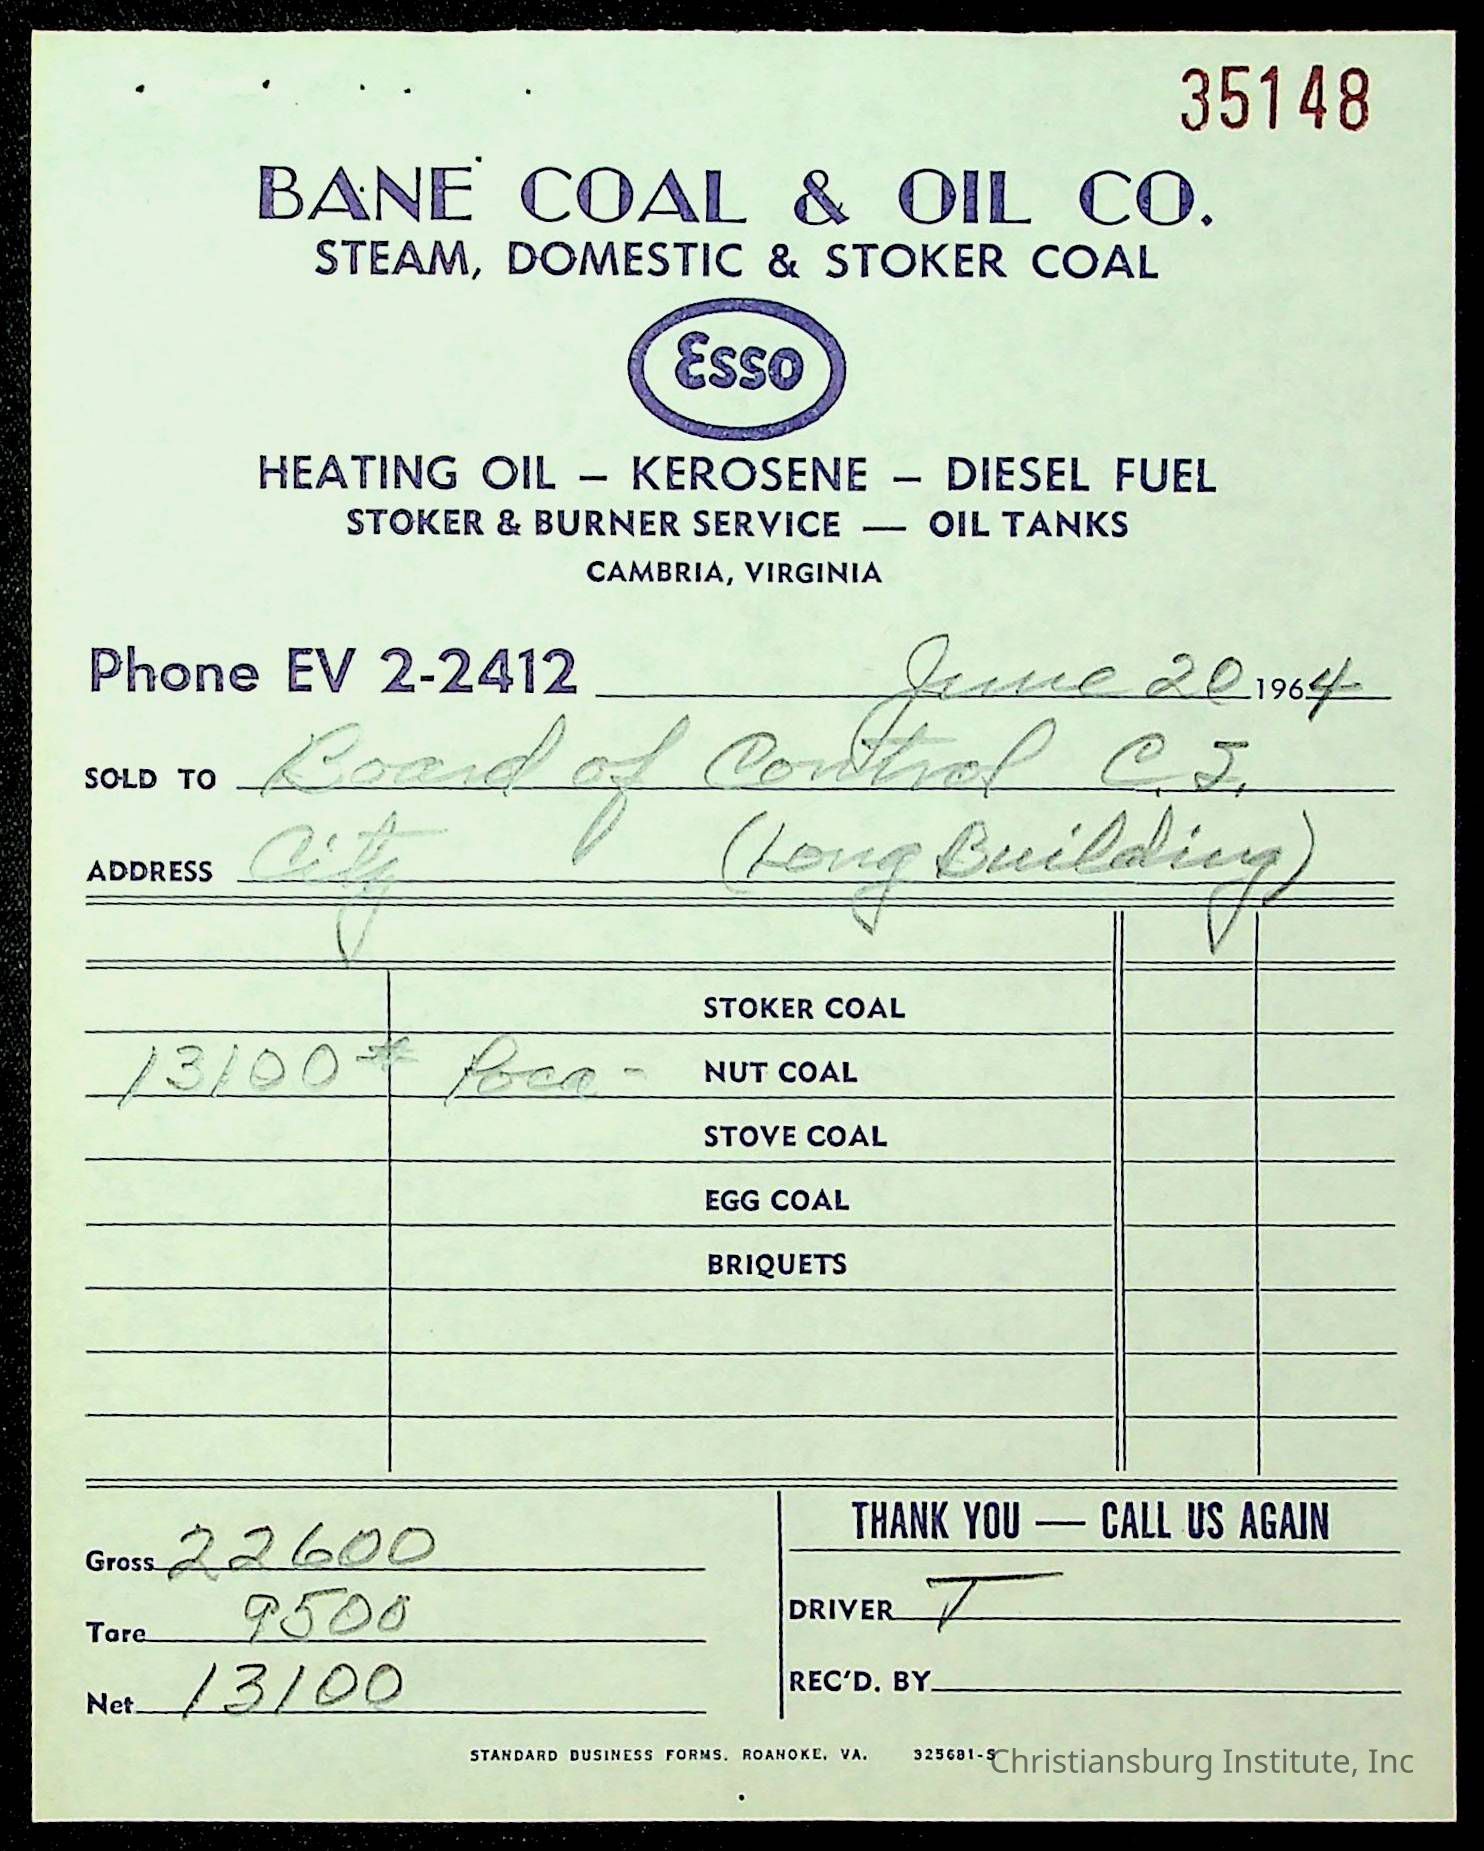 35148
BANE COAL & OIL CO.
STEAM, DOMESTIC & STOKER COAL
Esso
HEATING OIL – KEROSENE – DIESEL FUEL
STOKER & BURNER SERVICE — OIL TANKS
CAMBRIA, VIRGINIA
Phone EV 2-2412 June 20 1964
SOLD TO Board of Control C.I.
ADDRESS City (Long Building)
STOKER COAL
13100# Poca- NUT COAL
STOVE COAL
EGG COAL
BRIQUETS
Gross 22600
Tare 9500
Net 13100
THANK YOU — CALL US AGAIN
DRIVER T
REC'D. BY
STANDARD BUSINESS FORMS, ROANOKE, VA. 325681-S
Christiansburg Institute, Inc